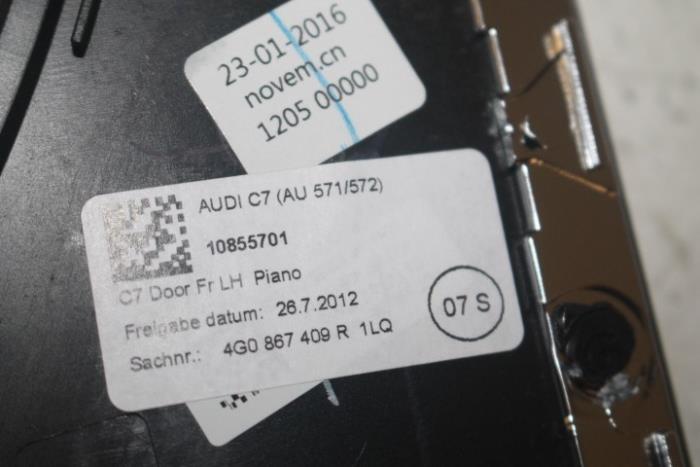 23-01-2016
novem.cn
1205 00000
AUDI C7 (AU 571/572)
10855701
C7 Door Fr LH Piano
Freigabe datum: 26.7.2012
Sachnr.: 4G0 867 409 R 1LQ
07 S